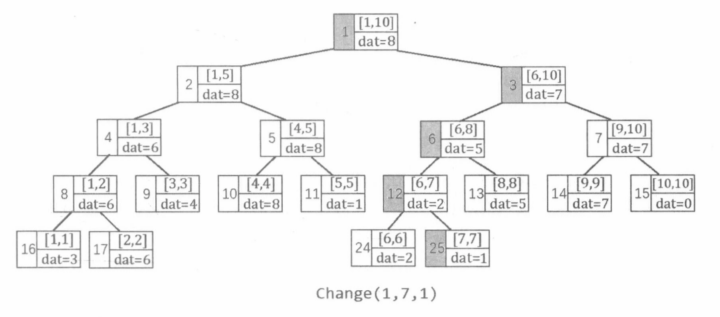 1 [1,10]
dat=8
2 [1,5]
dat=8
3 [6,10]
dat=7
4 [1,3]
dat=6
5 [4,5]
dat=8
6 [6,8]
dat=5
7 [9,10]
dat=7
8 [1,2]
dat=6
9 [3,3]
dat=4
10 [4,4]
dat=8
11 [5,5]
dat=1
12 [6,7]
dat=2
13 [8,8]
dat=5
14 [9,9]
dat=7
15 [10,10]
dat=0
16 [1,1]
dat=3
17 [2,2]
dat=6
24 [6,6]
dat=2
25 [7,7]
dat=1
Change(1,7,1)